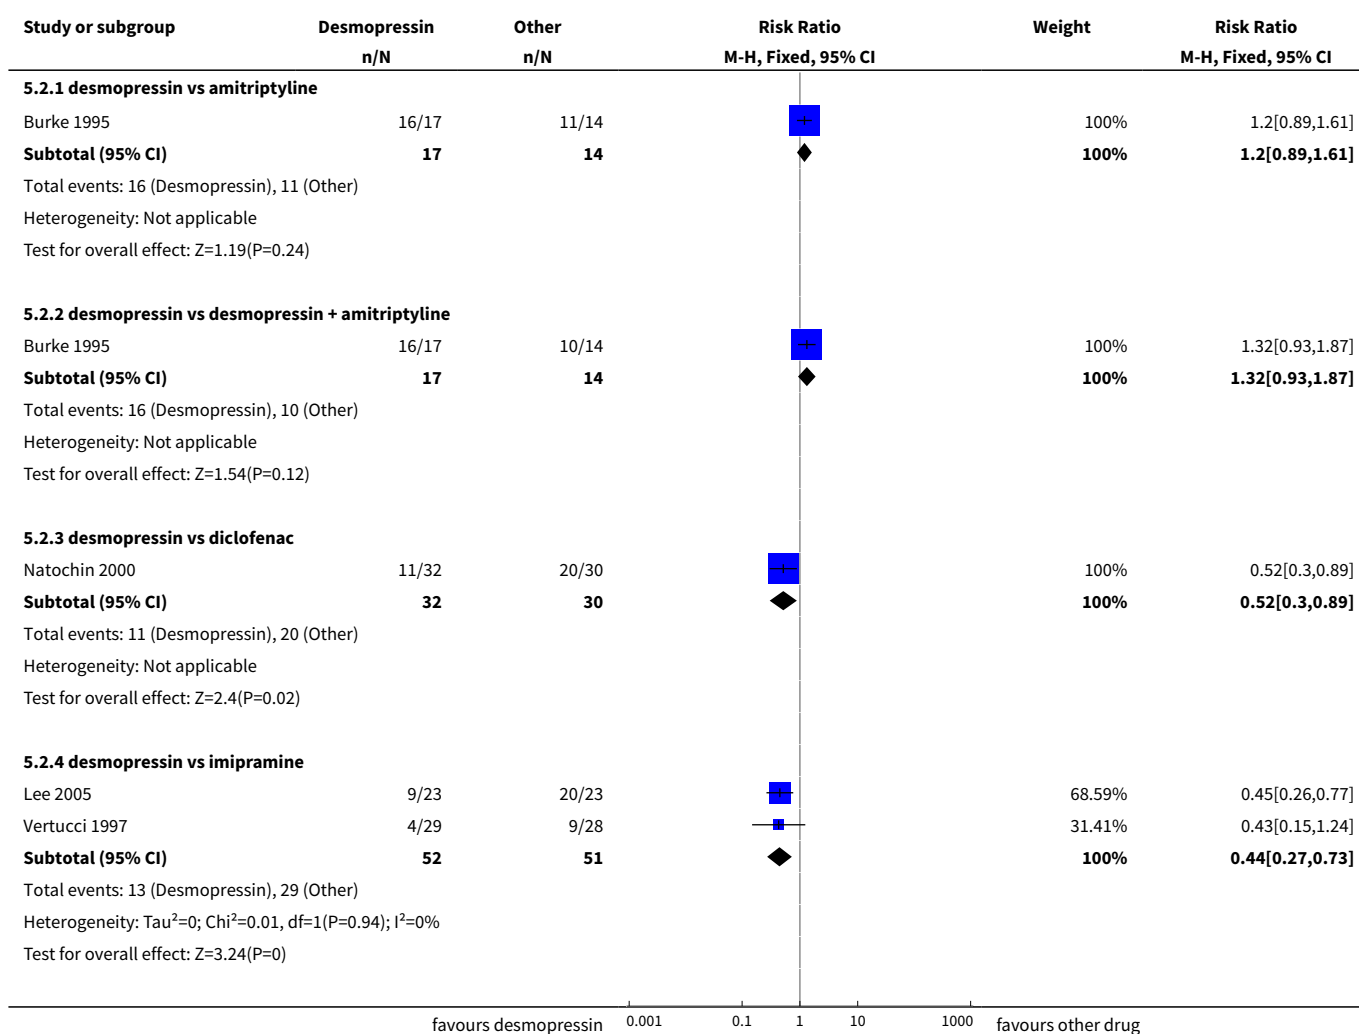 Study or subgroup Desmopressin Other Risk Ratio Weight Risk Ratio
n/N n/N M-H, Fixed, 95% CI M-H, Fixed, 95% CI
5.2.1 desmopressin vs amitriptyline
Burke 1995 16/17 11/14 100% 1.2[0.89,1.61]
Subtotal (95% CI) 17 14 100% 1.2[0.89,1.61]
Total events: 16 (Desmopressin), 11 (Other)
Heterogeneity: Not applicable
Test for overall effect: Z=1.19(P=0.24)
5.2.2 desmopressin vs desmopressin + amitriptyline
Burke 1995 16/17 10/14 100% 1.32[0.93,1.87]
Subtotal (95% CI) 17 14 100% 1.32[0.93,1.87]
Total events: 16 (Desmopressin), 10 (Other)
Heterogeneity: Not applicable
Test for overall effect: Z=1.54(P=0.12)
5.2.3 desmopressin vs diclofenac
Natochin 2000 11/32 20/30 100% 0.52[0.3,0.89]
Subtotal (95% CI) 32 30 100% 0.52[0.3,0.89]
Total events: 11 (Desmopressin), 20 (Other)
Heterogeneity: Not applicable
Test for overall effect: Z=2.4(P=0.02)
5.2.4 desmopressin vs imipramine
Lee 2005 9/23 20/23 68.59% 0.45[0.26,0.77]
Vertucci 1997 4/29 9/28 31.41% 0.43[0.15,1.24]
Subtotal (95% CI) 52 51 100% 0.44[0.27,0.73]
Total events: 13 (Desmopressin), 29 (Other)
Heterogeneity: Tau²=0; Chi²=0.01, df=1(P=0.94); I²=0%
Test for overall effect: Z=3.24(P=0)
favours desmopressin 0.001 0.1 1 10 1000 favours other drug